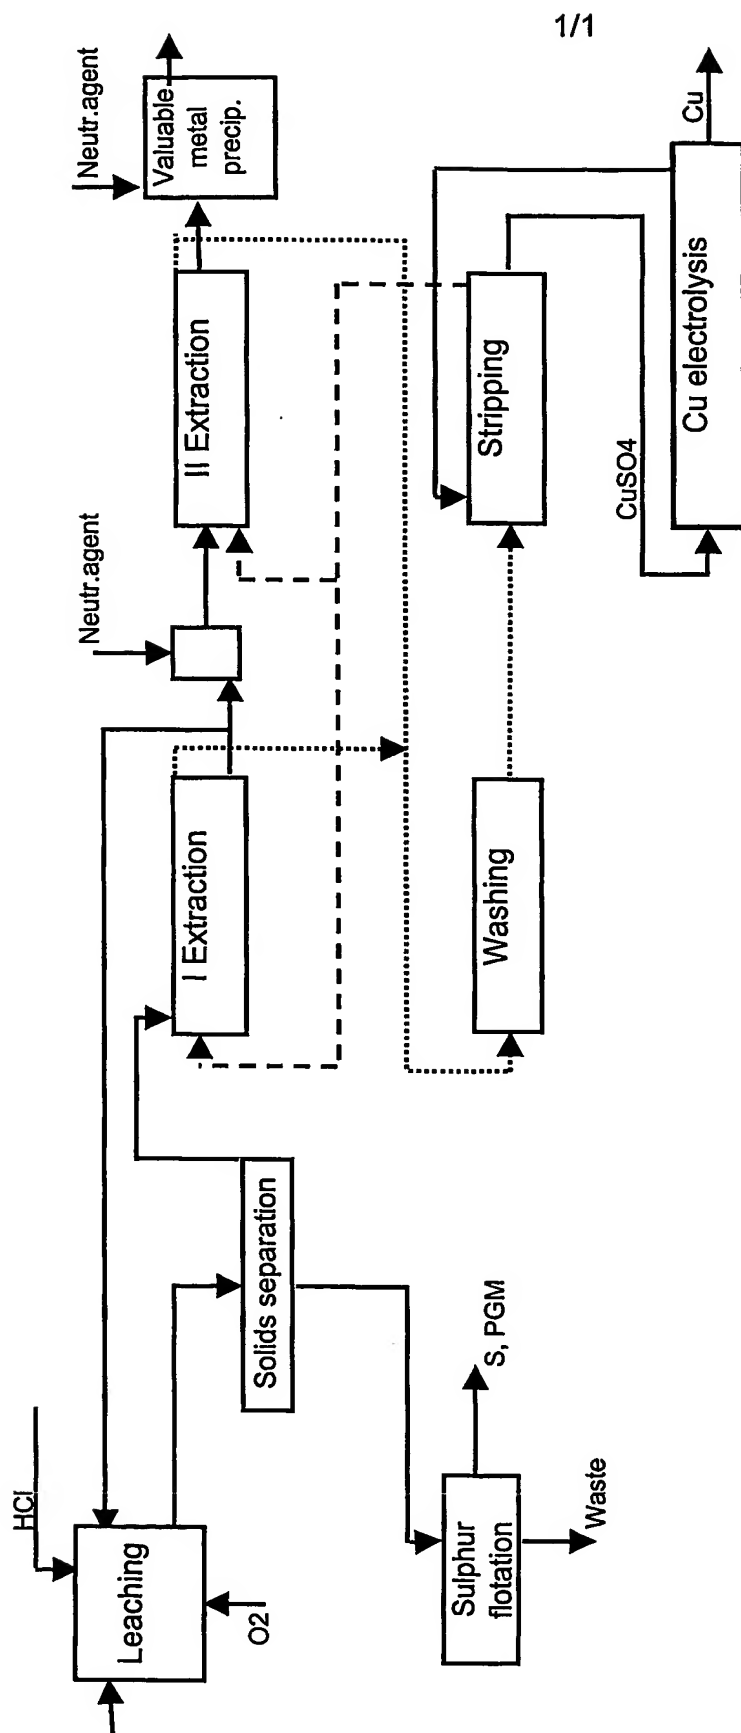 1/1
HCl
Leaching
O2
Solids separation
Sulphur
flotation
S, PGM
Waste
I Extraction
Neutr.agent
II Extraction
Neutr.agent
Valuable
metal
precip.
Washing
Stripping
CuSO4
Cu electrolysis
Cu